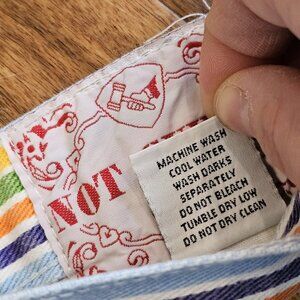 NOT
MACHINE WASH
COOL WATER
WASH DARKS
SEPARATELY
DO NOT BLEACH
TUMBLE DRY LOW
DO NOT DRY CLEAN